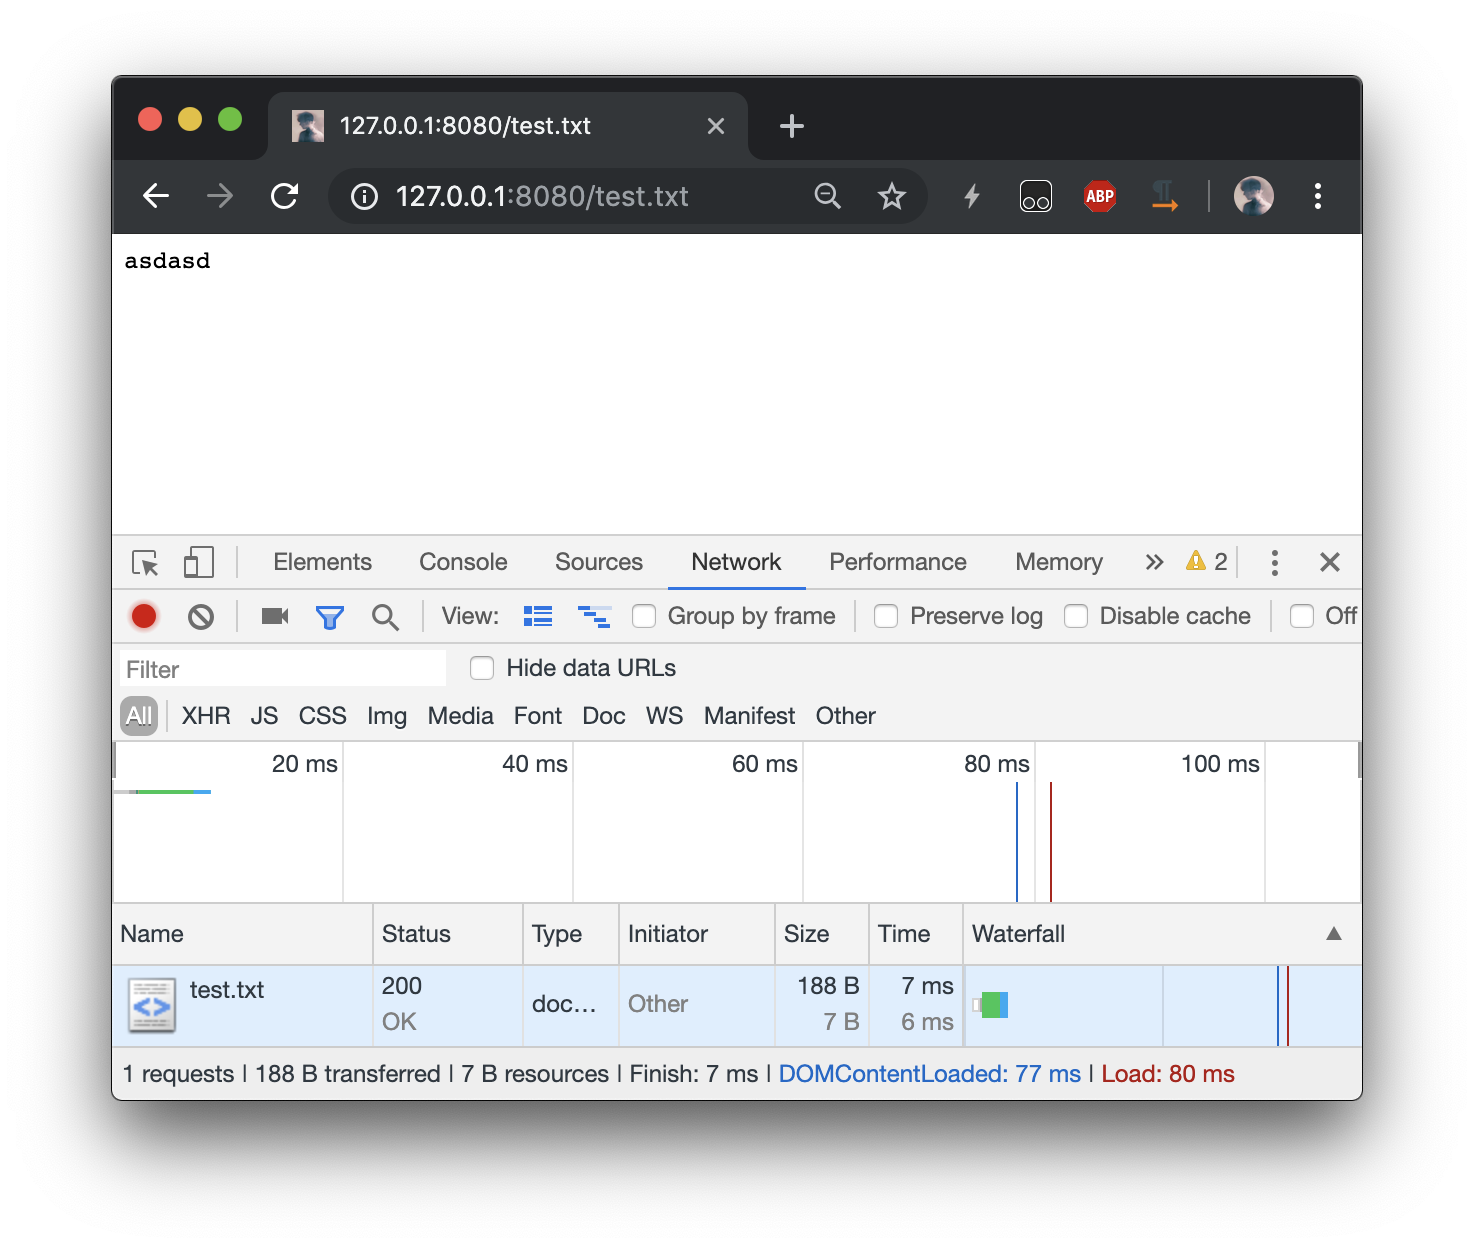 127.0.0.1:8080/test.txt
127.0.0.1:8080/test.txt
ABP
asdasd
Elements Console Sources Network Performance Memory » 2
View: Group by frame Preserve log Disable cache Off
Filter Hide data URLs
All XHR JS CSS Img Media Font Doc WS Manifest Other
20 ms 40 ms 60 ms 80 ms 100 ms
Name Status Type Initiator Size Time Waterfall
test.txt 200 doc... Other 188 B 7 ms
OK 7 B 6 ms
1 requests | 188 B transferred | 7 B resources | Finish: 7 ms | DOMContentLoaded: 77 ms | Load: 80 ms